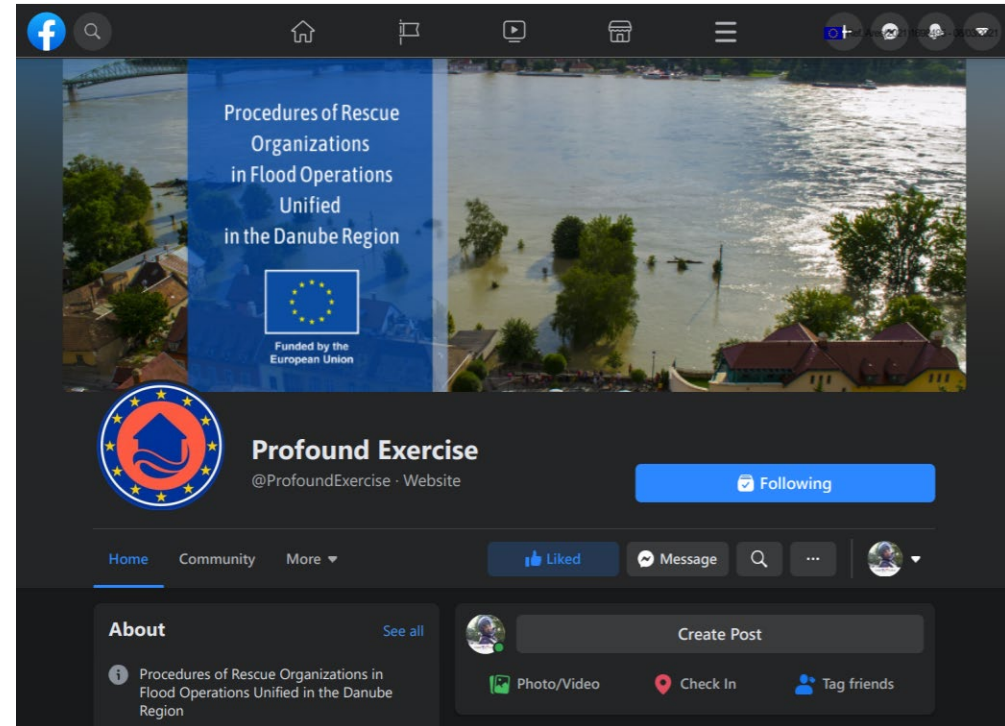 Procedures of Rescue
Organizations
in Flood Operations
Unified
in the Danube Region
Funded by the
European Union
Profound Exercise
@ProfoundExercise · Website
Following
Home Community More
Liked Message
About See all
Create Post
Procedures of Rescue Organizations in
Flood Operations Unified in the Danube
Region
Photo/Video Check In Tag friends